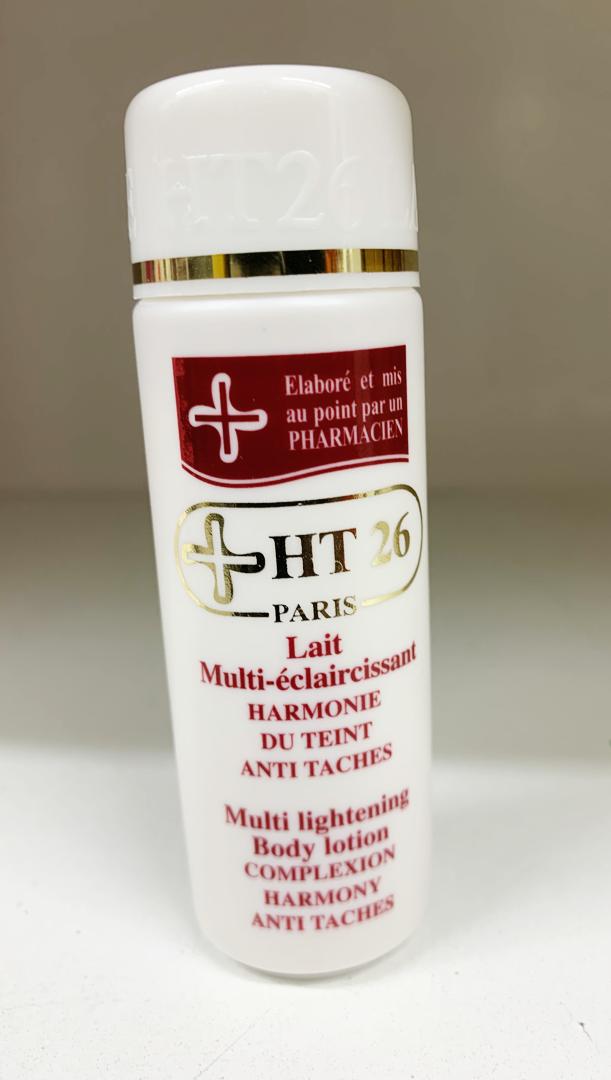 HT26
Elaboré et mis
au point par un
PHARMACIEN
HT 26
PARIS
Lait
Multi-éclaircissant
HARMONIE
DU TEINT
ANTI TACHES
Multi lightening
Body lotion
COMPLEXION
HARMONY
ANTI TACHES